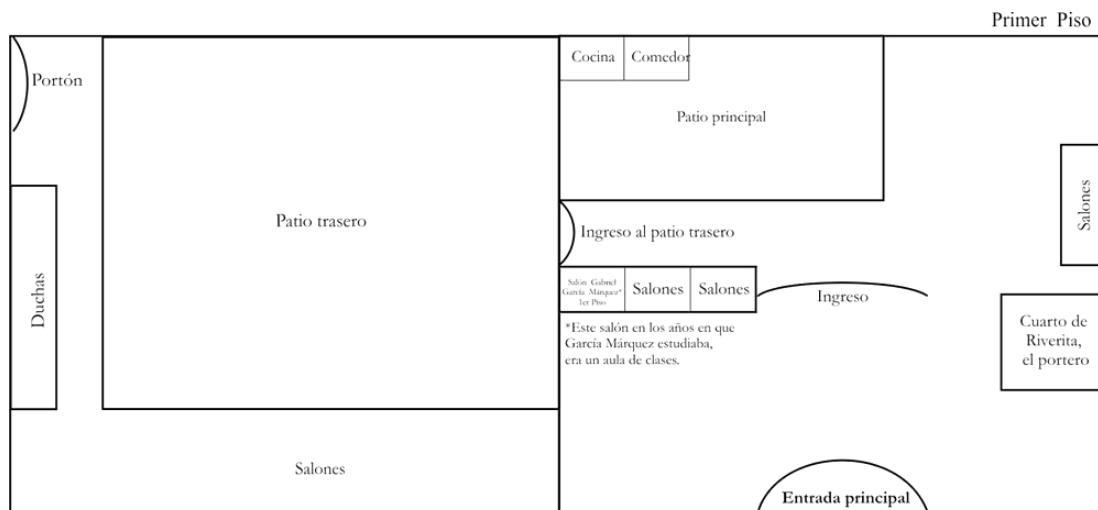 Primer Piso
Portón
Cocina
Comedor
Patio principal
Patio trasero
Salones
Ingreso al patio trasero
Duchas
Salón Gabriel
García Márquez*
1er Piso
Salones
Salones
Ingreso
*Este salón en los años en que
García Márquez estudiaba,
era un aula de clases.
Cuarto de
Riverita,
el portero
Salones
Entrada principal